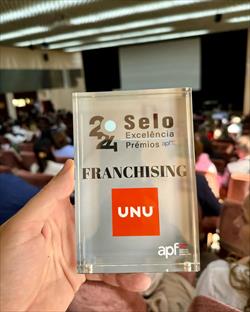 2024 Selo
Excelência
Prémios apf
FRANCHISING
UNU
apf